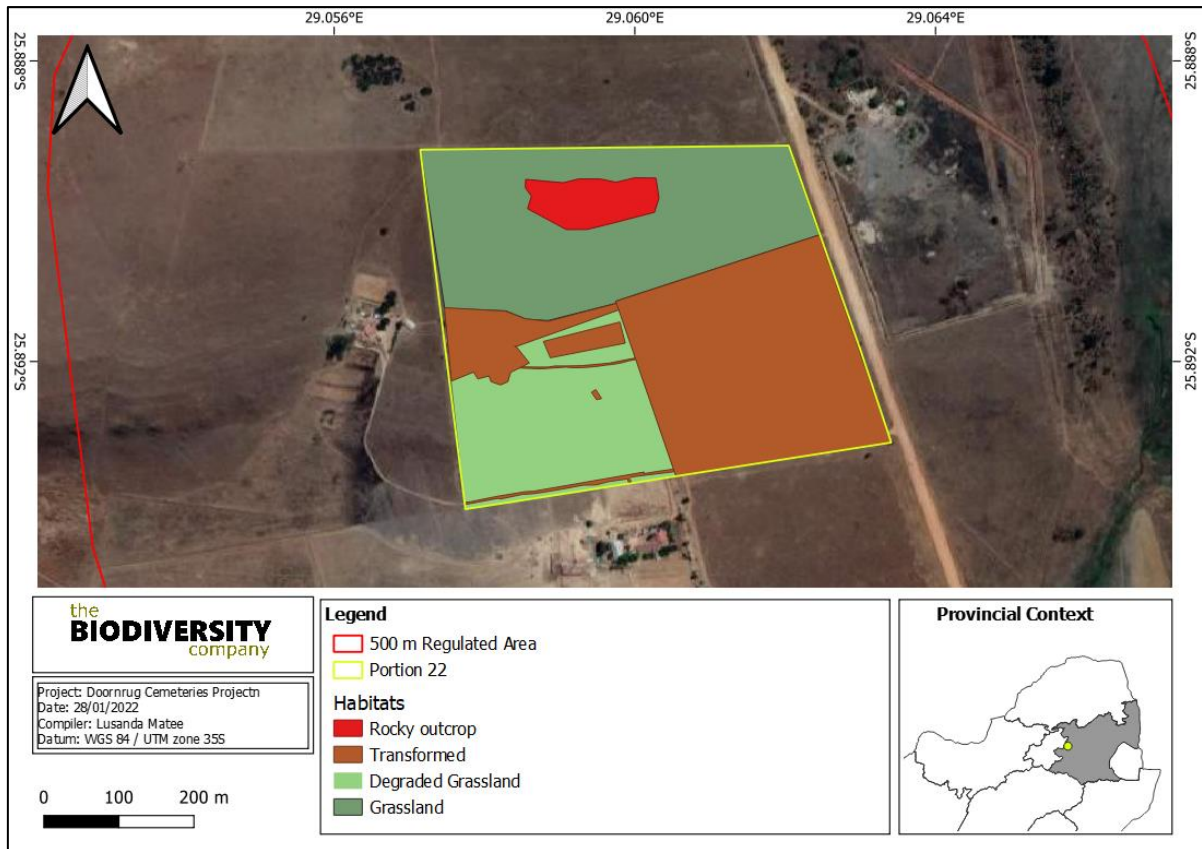 29.056°E 29.060°E 29.064°E
25.888°S 25.888°S
25.892°S 25.892°S
the
BIODIVERSITY
company
Project: Doornrug Cemeteries Projectn
Date: 28/01/2022
Compiler: Lusanda Matee
Datum: WGS 84 / UTM zone 35S
0 100 200 m
Legend
500 m Regulated Area
Portion 22
Habitats
Rocky outcrop
Transformed
Degraded Grassland
Grassland
Provincial Context